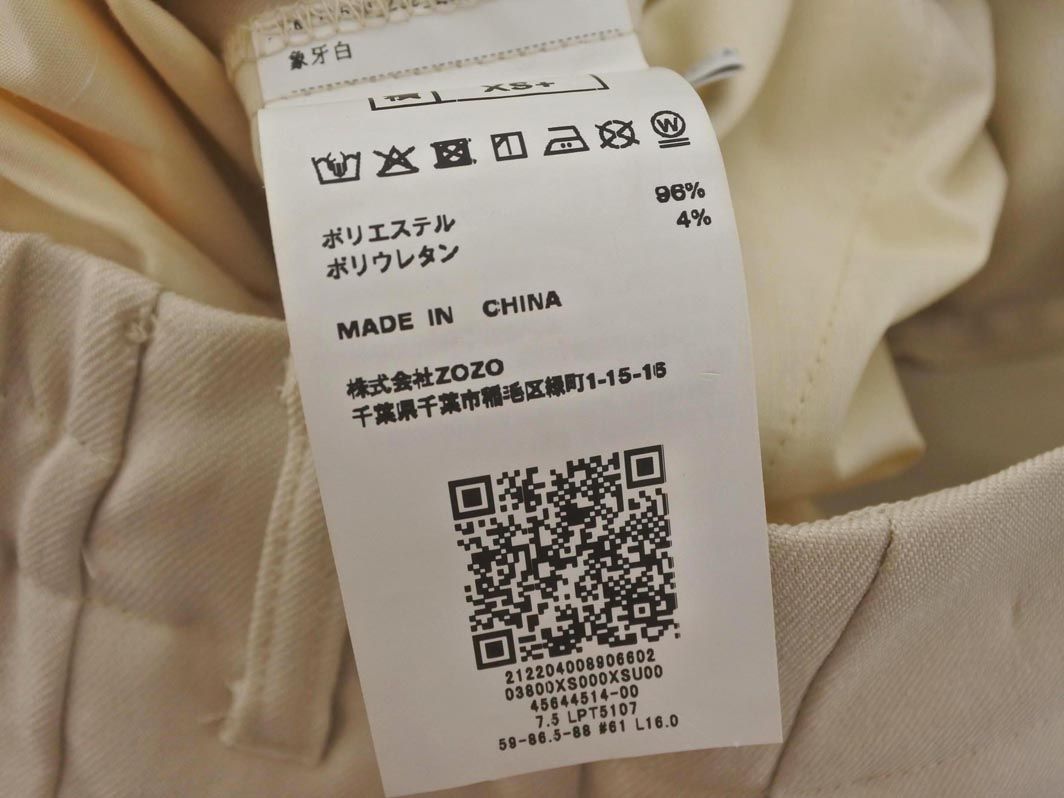 象牙白
XS+
W
ポリエステル 96%
ポリウレタン 4%
MADE IN CHINA
株式会社ZOZO
千葉県千葉市稲毛区緑町1-15-16
212204008906602
03800XS000XSU00
45644514-00
7.5 LPT5107
59-86.5-88 #61 L16.0